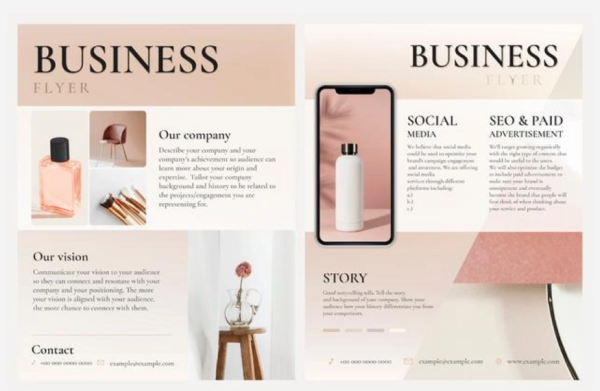 BUSINESS
FLYER
Our company
Describe your company and your
company's achievement so audience can
learn more about your origin and
expertise. Tailor your company
background and history to be related to
the projects/engagement you are
representing for.
Our vision
Communicate your vision to your audience
so they can connect and resonate with your
company and your positioning. The more
your vision is aligned with your audience,
the more chance to connect with them.
Contact
+00 000 0000 0000 example@example.com
BUSINESS
FLYER
SOCIAL
MEDIA
We believe that social media
could be used to optimize your
brand's campaign engagement
and awareness. We are offering
social media
services through different
platforms including:
a.)
b.)
c.)
SEO & PAID
ADVERTISEMENT
We'll target growing organically
with the right type of content that
would be useful to the users.
We will also optimize the budget
to include paid advertisement to
make sure your brand is
omnipresent and eventually
become the brand that people will
first think of when thinking about
your service and product.
STORY
Good storytelling sells. Tell the story
and background of your company. Show your
audience how your history differentiate you from
your competitors.
+00 000 0000 0000 example@example.com www.example.com